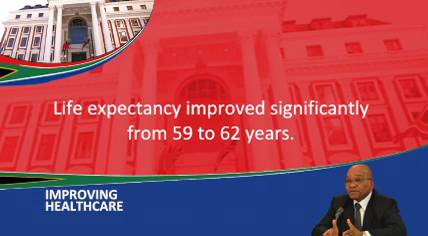 Life expectancy improved significantly
from 59 to 62 years.
IMPROVING
HEALTHCARE